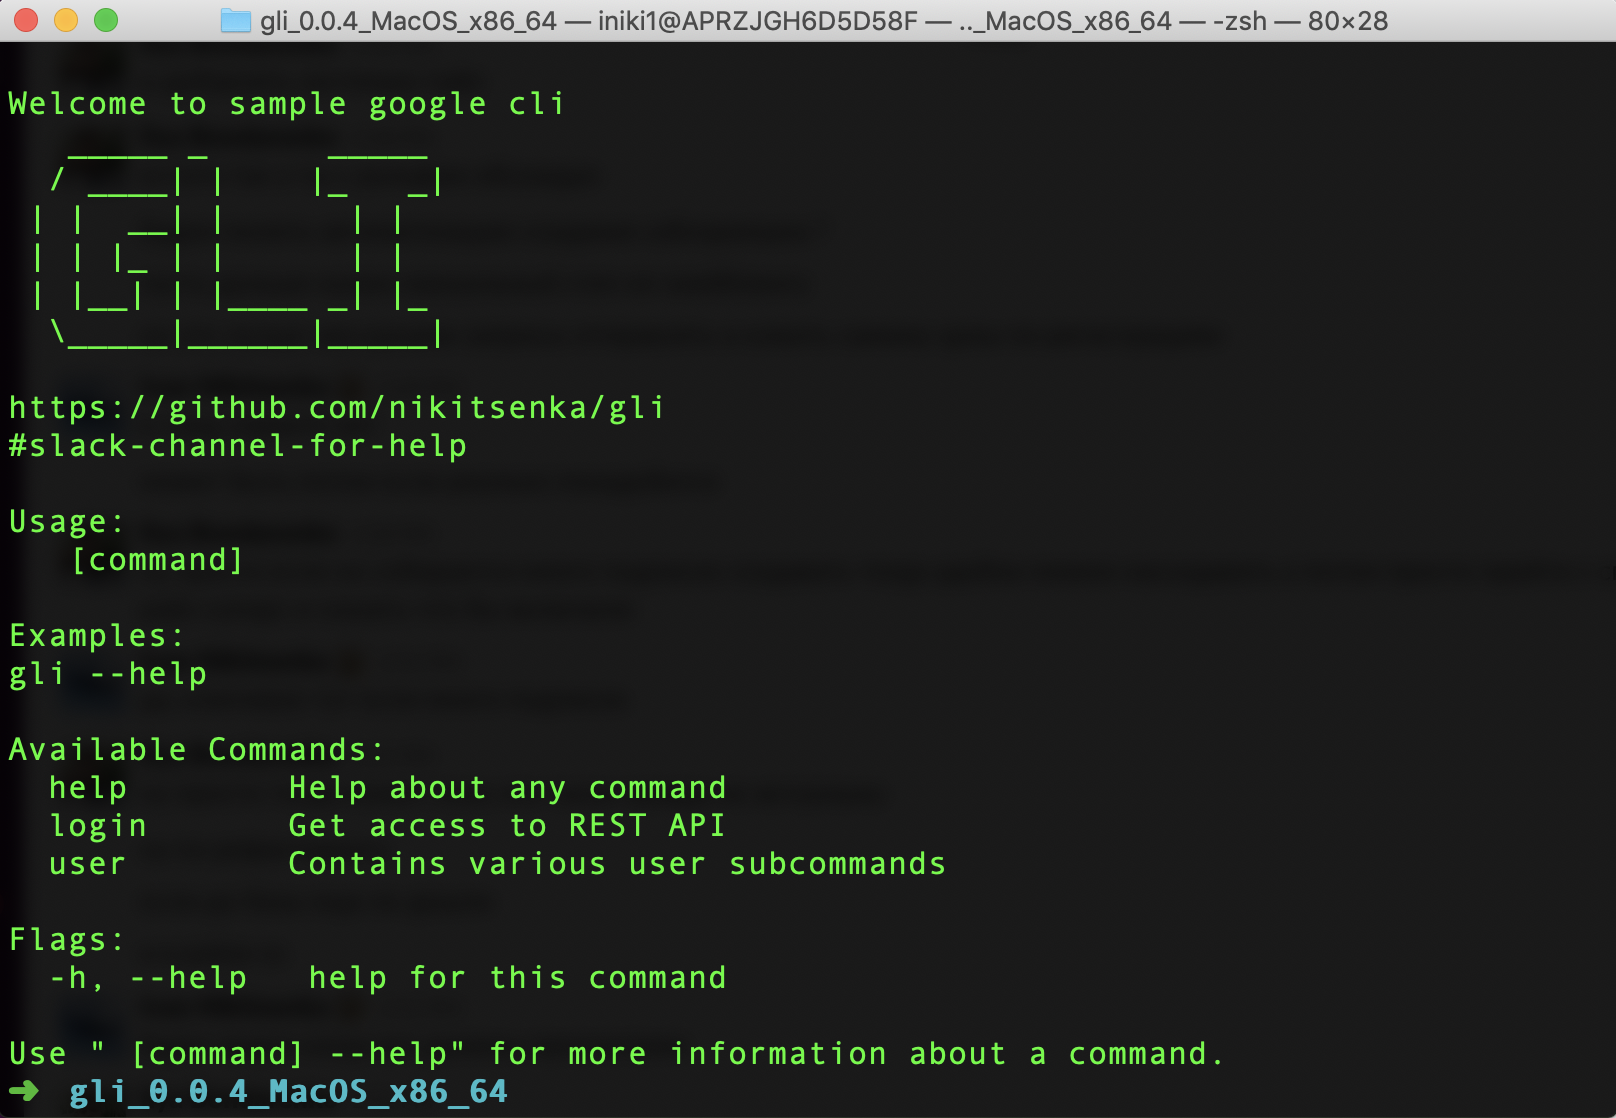 gli_0.0.4_MacOS_x86_64 — iniki1@APRZJGH6D5D58F — .._MacOS_x86_64 — -zsh — 80×28
Welcome to sample google cli
   _____ _      _____
  / ____| |    |_   _|
 | |  __| |      | |
 | | |_ | |      | |
 | |__| | |____ _| |_
  \_____|______|_____|
https://github.com/nikitsenka/gli
#slack-channel-for-help
Usage:
   [command]
Examples:
gli --help
Available Commands:
  help        Help about any command
  login       Get access to REST API
  user        Contains various user subcommands
Flags:
  -h, --help   help for this command
Use " [command] --help" for more information about a command.
➜  gli_0.0.4_MacOS_x86_64